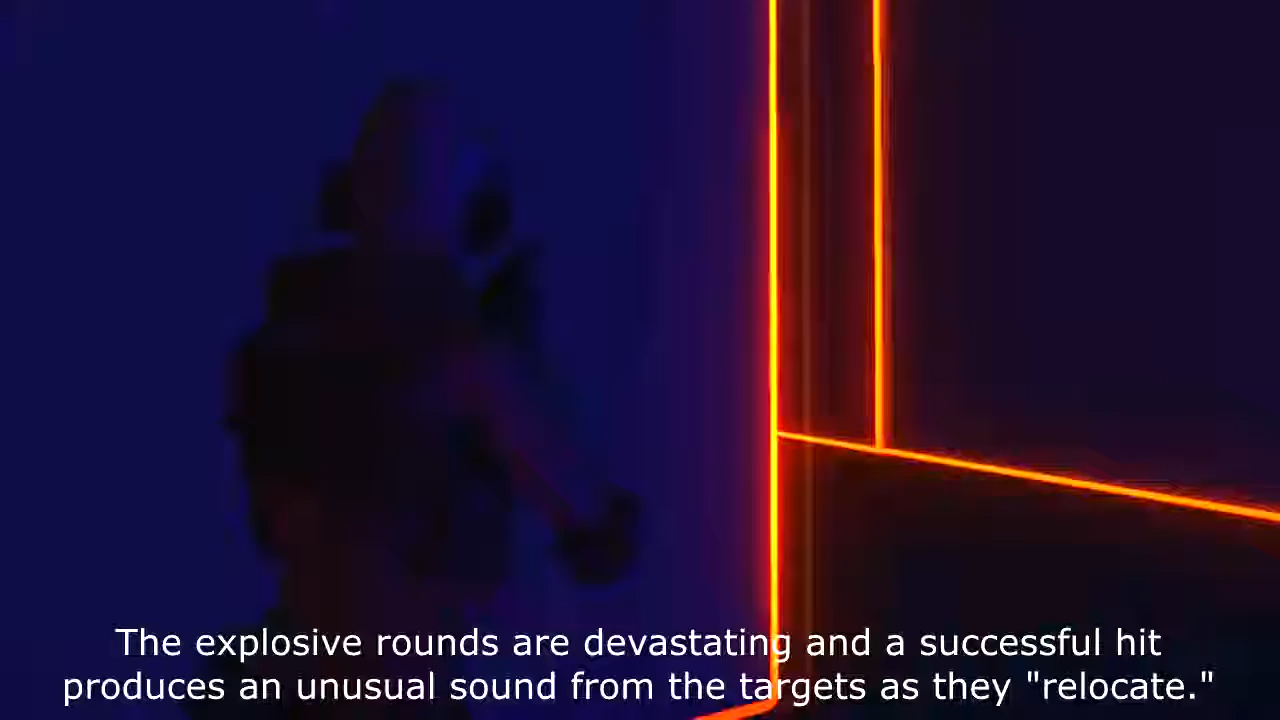 The explosive rounds are devastating and a successful hit
produces an unusual sound from the targets as they "relocate."